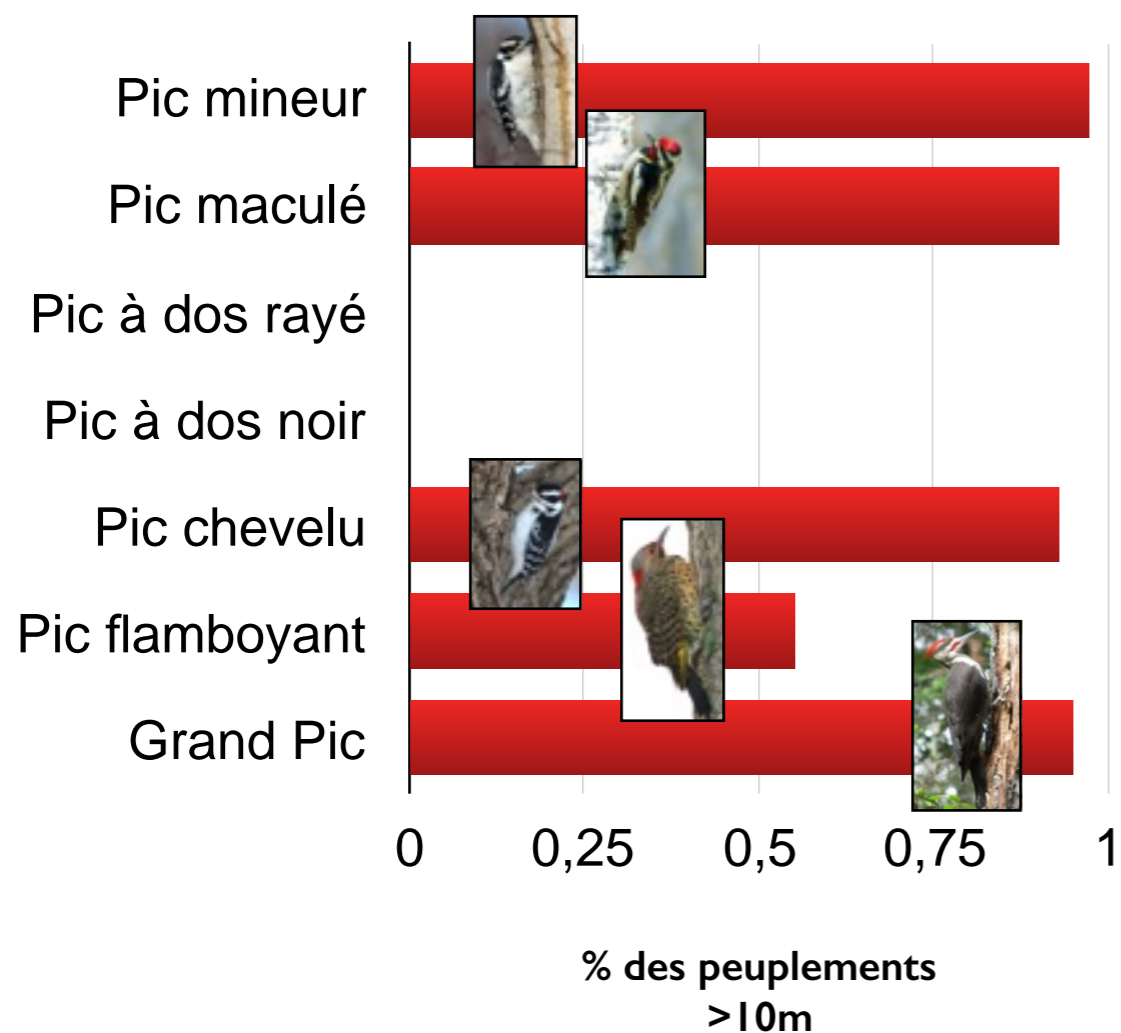 Pic mineur
Pic maculé
Pic à dos rayé
Pic à dos noir
Pic chevelu
Pic flamboyant
Grand Pic
0 0,25 0,5 0,75 1
% des peuplements
>10m